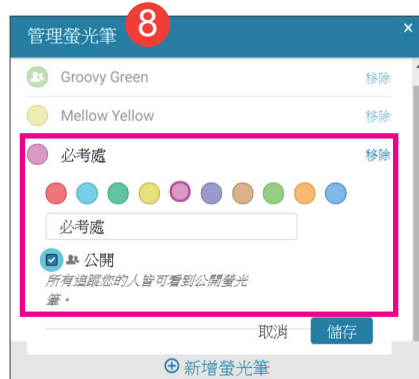 管理螢光筆 8 ×
Groovy Green 移除
Mellow Yellow 移除
必考處 移除
必考處
公開
所有追蹤您的人皆可看到公開螢光
筆。
取消 儲存
新增螢光筆